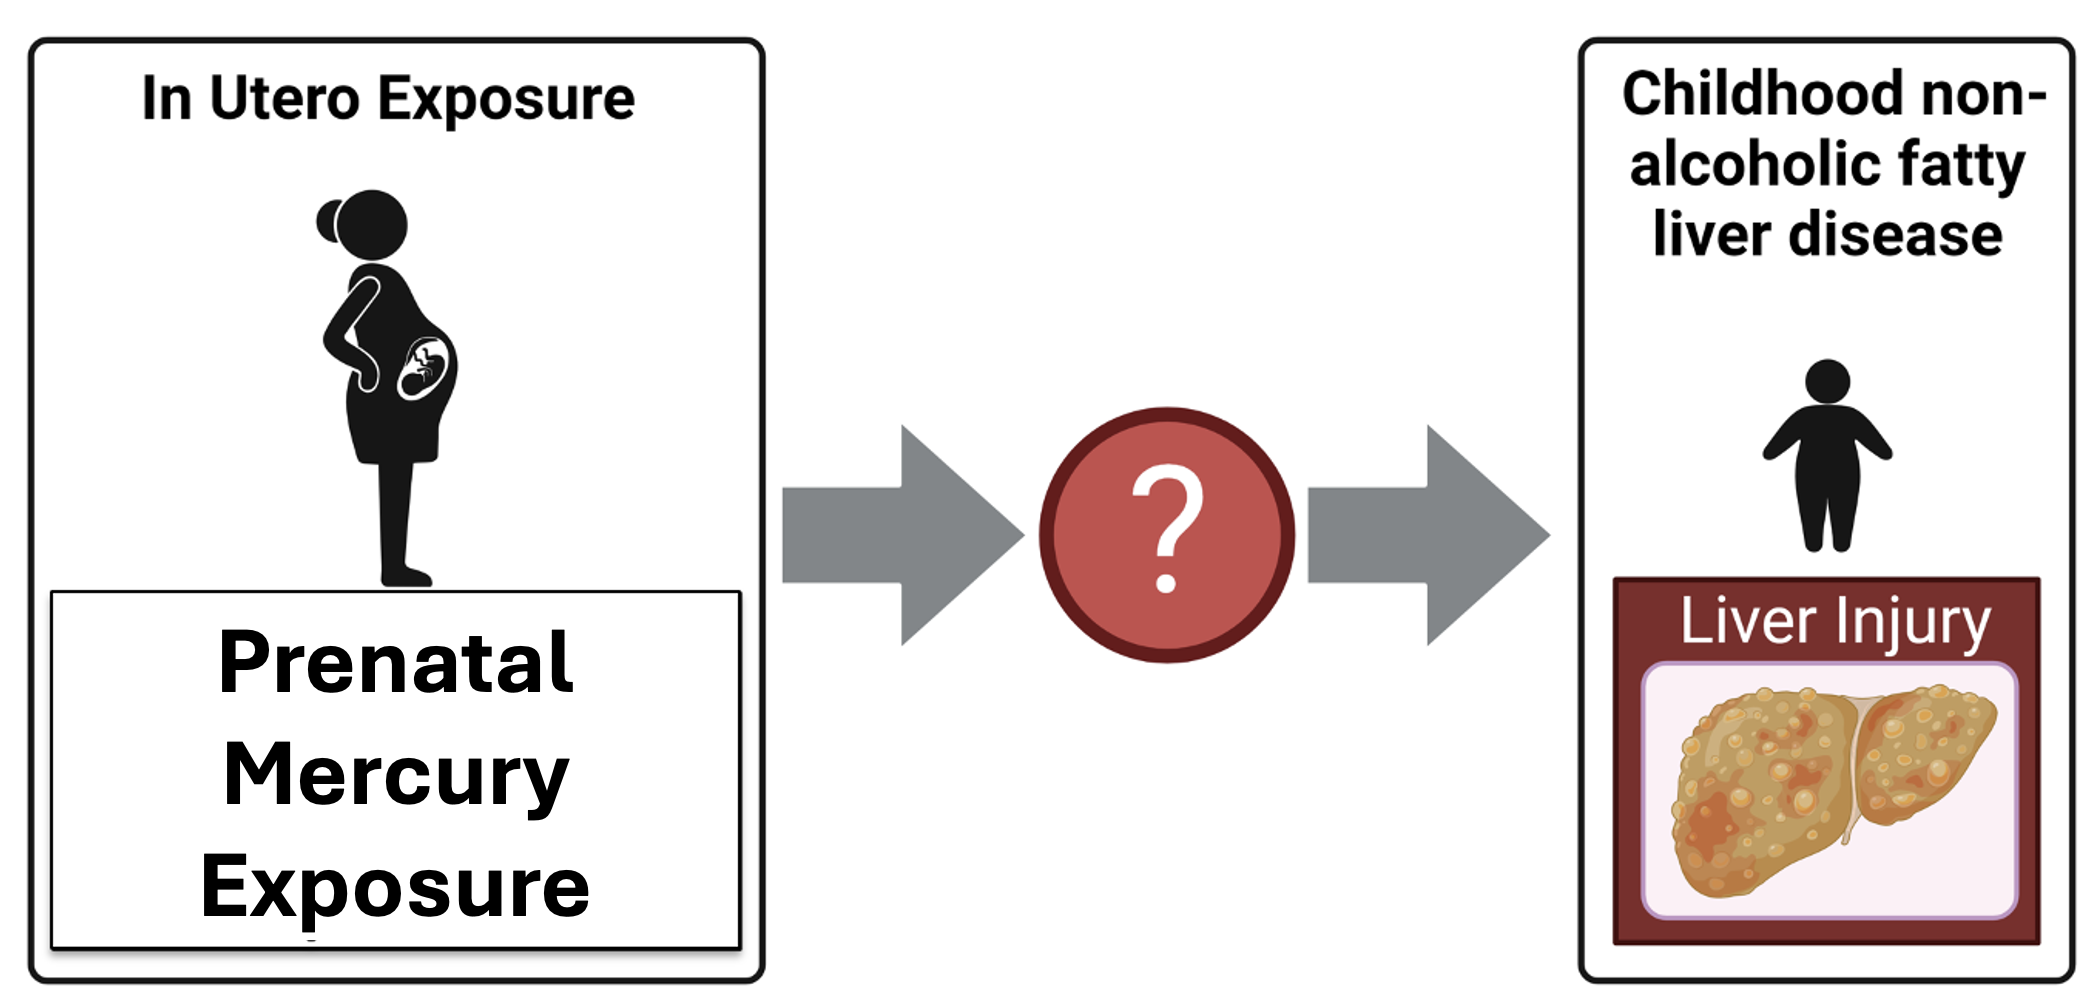 In Utero Exposure
Prenatal
Mercury
Exposure
?
Childhood non-
alcoholic fatty
liver disease
Liver Injury